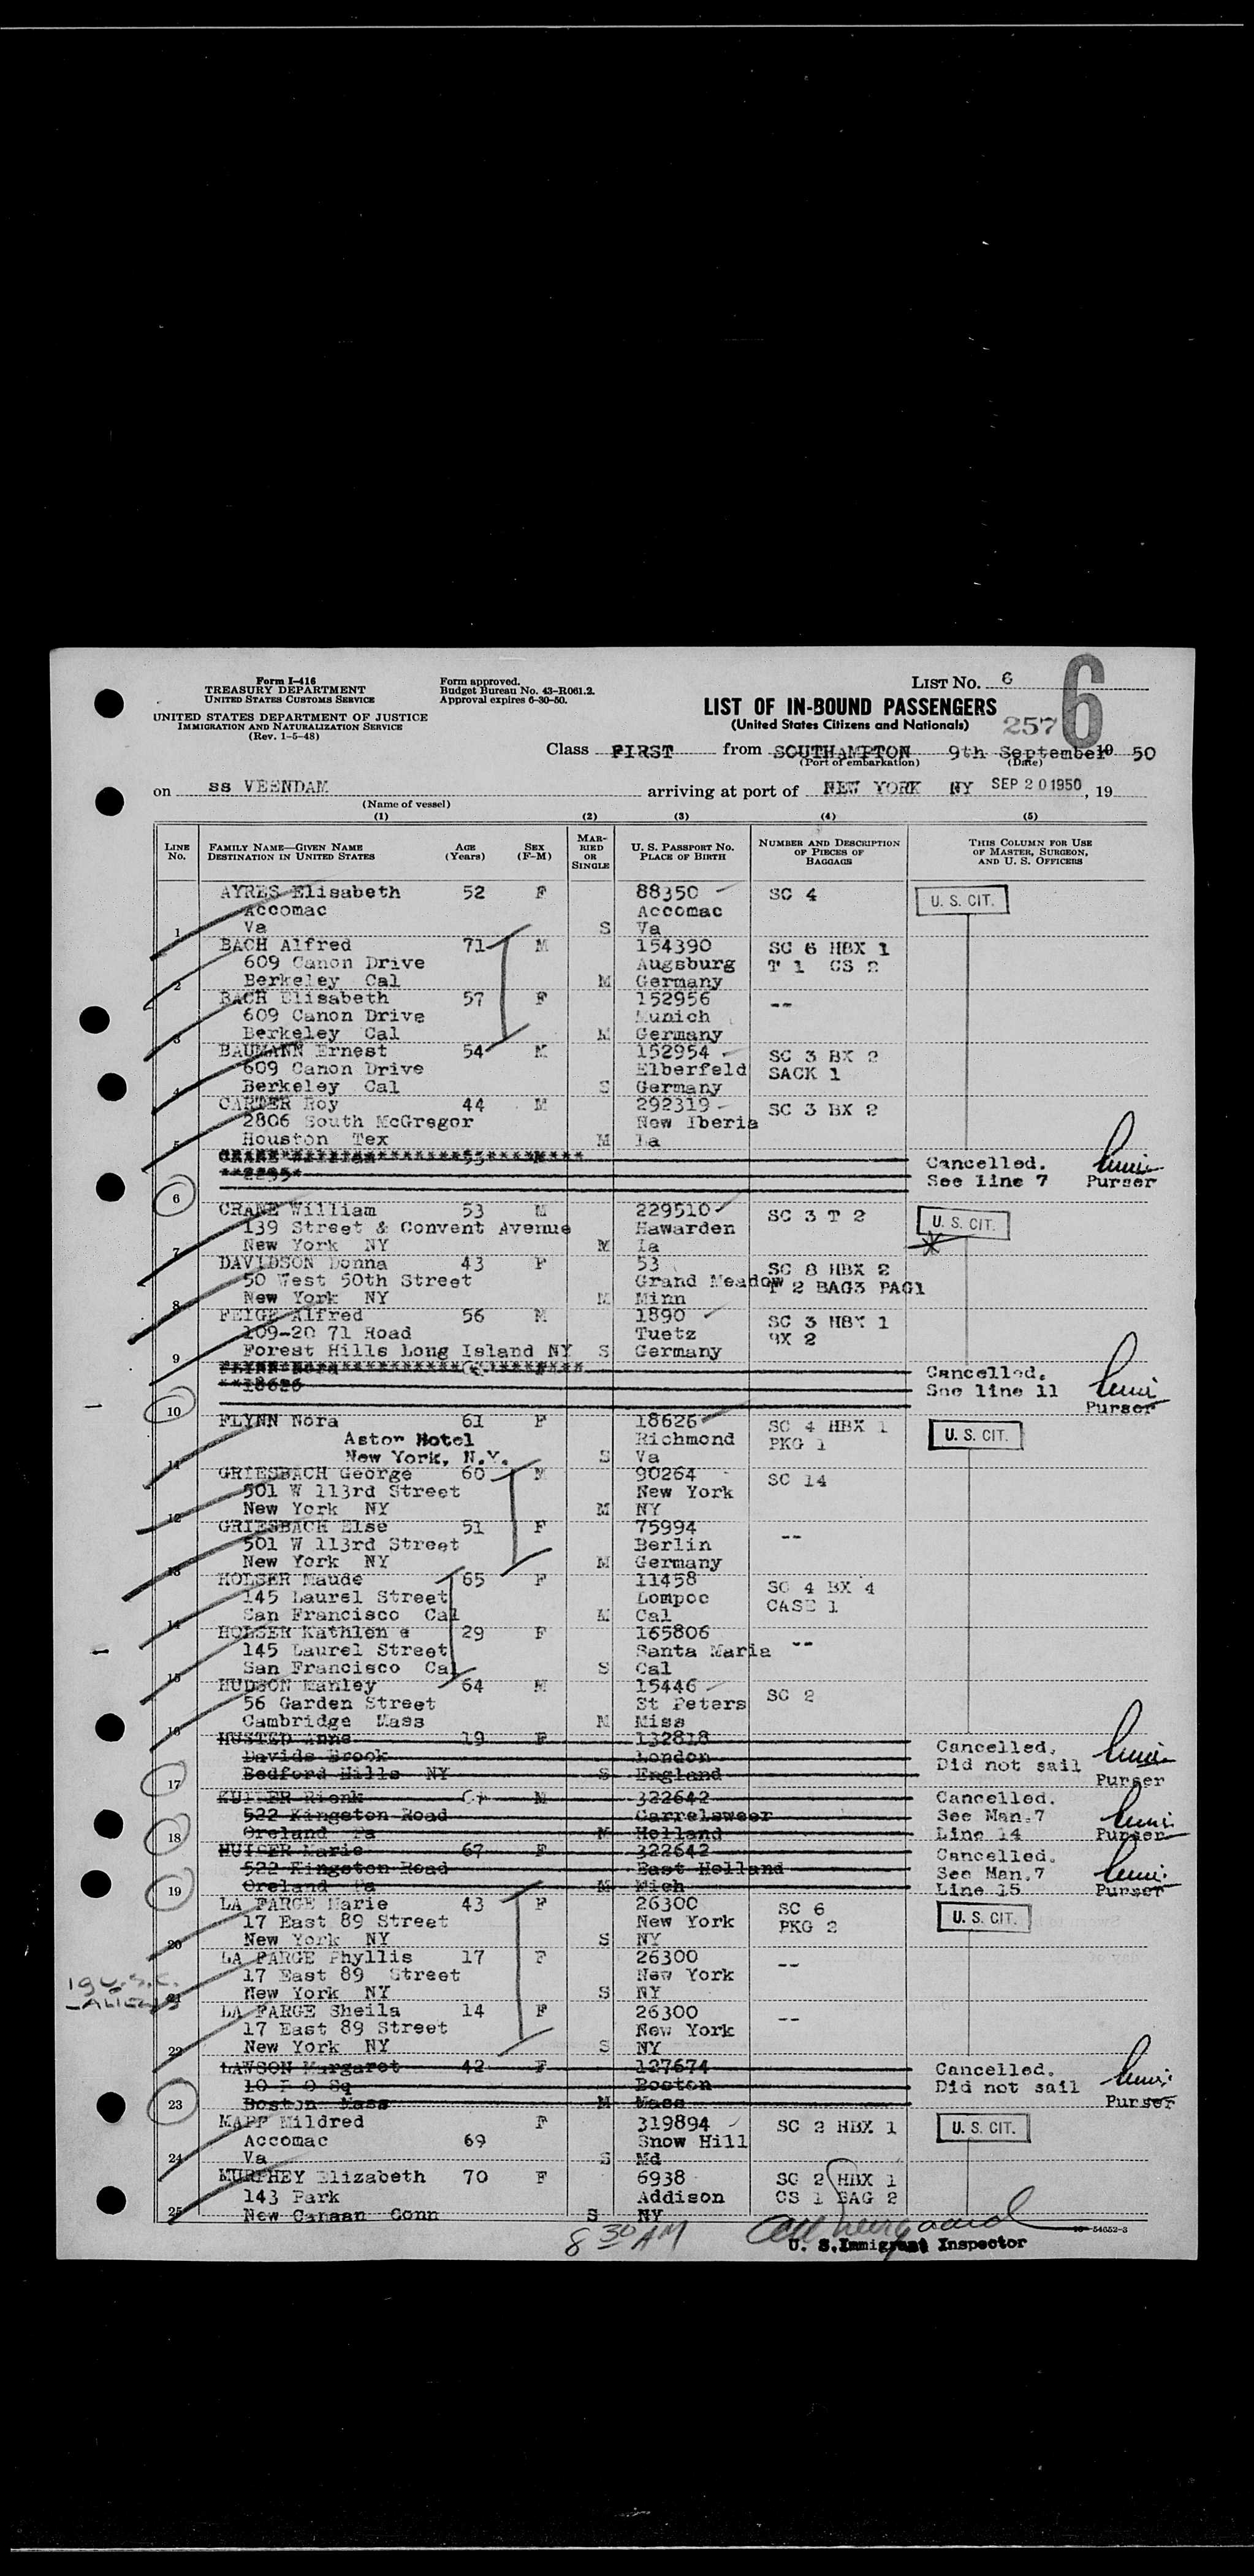 Form I-416
TREASURY DEPARTMENT
UNITED STATES CUSTOMS SERVICE
UNITED STATES DEPARTMENT OF JUSTICE
IMMIGRATION AND NATURALIZATION SERVICE
(Rev. 1-5-48)
Form approved.
Budget Bureau No. 43-R061.2.
Approval expires 6-30-50.
LIST NO. 6
6
LIST OF IN-BOUND PASSENGERS
(United States Citizens and Nationals)
257
Class FIRST from SOUTHAMPTON 9th September 19 50
(Port of embarkation) (Date)
on ss VEENDAM arriving at port of NEW YORK NY SEP 20 1950, 19
(Name of vessel)
(1) (2) (3) (4) (5)
LINE NO. FAMILY NAME—GIVEN NAME DESTINATION IN UNITED STATES AGE (Years) SEX (F-M) MARRIED OR SINGLE U. S. PASSPORT NO. PLACE OF BIRTH NUMBER AND DESCRIPTION OF PIECES OF BAGGAGE THIS COLUMN FOR USE OF MASTER, SURGEON, AND U. S. OFFICERS
AYRES Elisabeth 52 F 88350 SC 4 U. S. CIT.
Accomac Accomac
1 Va S Va
BACH Alfred 71 M 154390 SC 6 HBX 1
609 Canon Drive Augsburg T 1 CS 2
2 Berkeley Cal M Germany
BACH Elisabeth 57 F 152956 --
609 Canon Drive Munich
3 Berkeley Cal M Germany
BAUMANN Ernest 54 M 152954 SC 3 BX 2
609 Canon Drive Elberfeld SACK 1
4 Berkeley Cal S Germany
CARTER Roy 44 M 292319 SC 3 BX 2
2806 South McGregor New Iberia
5 Houston Tex M La
CRANE William 53 M Cancelled.
**2295* See line 7 Purser
6
CRANE William 53 M 229510 SC 3 T 2 U. S. CIT.
139 Street & Convent Avenue Hawarden
7 New York NY M Ia
DAVIDSON Donna 43 F 53 SC 8 HBX 2
50 West 50th Street Grand Meadow T 2 BAG3 PAG1
8 New York NY M Minn
FEIGE Alfred 56 M 1890 SC 3 HBX 1
109-20 71 Road Tuetz BX 2
9 Forest Hills Long Island NY S Germany
FLYNN Nora Cancelled.
**18626 See line 11
10 Purser
FLYNN Nora 61 F 18626 SC 4 HBX 1 U. S. CIT.
Astor Hotel Richmond PKG 1
11 New York, N.Y. S Va
GRIESBACH George 60 M 90264 SC 14
501 W 113rd Street New York
12 New York NY M NY
GRIESBACH Else 51 F 75994 --
501 W 113rd Street Berlin
13 New York NY M Germany
HOLSER Maude 65 F 11458 SC 4 BX 4
145 Laurel Street Lompoc CASE 1
14 San Francisco Cal M Cal
HOLSER Kathlen e 29 F 165806 --
145 Laurel Street Santa Maria
15 San Francisco Cal S Cal
HUDSON Manley 64 M 15446 SC 2
56 Garden Street St Peters
16 Cambridge Mass M Miss
HUSTED Anne 19 F 132818 Cancelled.
Davids Brook London Did not sail
17 Bedford Hills NY S England Purser
KUIPER Rienk M 322642 Cancelled.
522 Kingston Road Garrelsweer See Man.7
18 Oreland Pa M Holland Line 14 Purser
KUIPER Marie 67 F 322642 Cancelled.
522 Kingston Road East Holland See Man.7
19 Oreland Pa M Mich Line 15 Purser
LA FARGE Marie 43 F 26300 SC 6 U. S. CIT.
17 East 89 Street New York PKG 2
20 New York NY S NY
LA FARGE Phyllis 17 F 26300 --
17 East 89 Street New York
21 New York NY S NY
19 U.S.C.
- ALIENS
LA FARGE Sheila 14 F 26300 --
17 East 89 Street New York
22 New York NY S NY
LAWSON Margaret 42 F 127674 Cancelled.
10 P O Sq Boston Did not sail
23 Boston Mass M Mass Purser
MAPP Mildred F 319894 SC 2 HBX 1 U. S. CIT.
Accomac 69 Snow Hill
24 Va S Md
MURPHEY Elizabeth 70 F 6938 SC 2 HBX 1
143 Park Addison CS 1 BAG 2
25 New Canaan Conn S NY
8 30 AM
16-54652-3
U. S. Immigrant Inspector